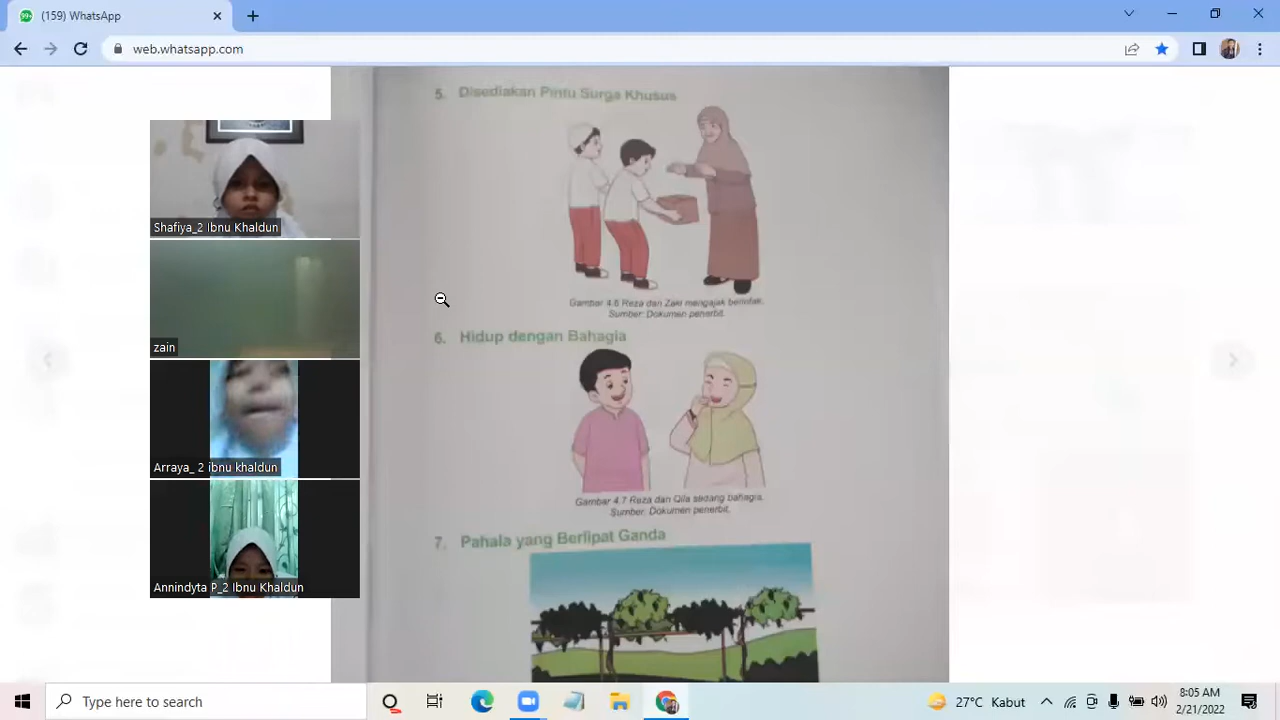 99+
(159) WhatsApp
web.whatsapp.com
5. Disediakan Pintu Surga Khusus
Gambar 4.6 Reza dan Zaki mengajak berinfak.
Sumber: Dokumen penerbit.
6. Hidup dengan Bahagia
Gambar 4.7 Reza dan Qila sedang bahagia.
Sumber: Dokumen penerbit.
7. Pahala yang Berlipat Ganda
Shafiya_2 Ibnu Khaldun
zain
Arraya_ 2 ibnu khaldun
Annindyta P_2 Ibnu Khaldun
Type here to search
27°C Kabut
8:05 AM
2/21/2022